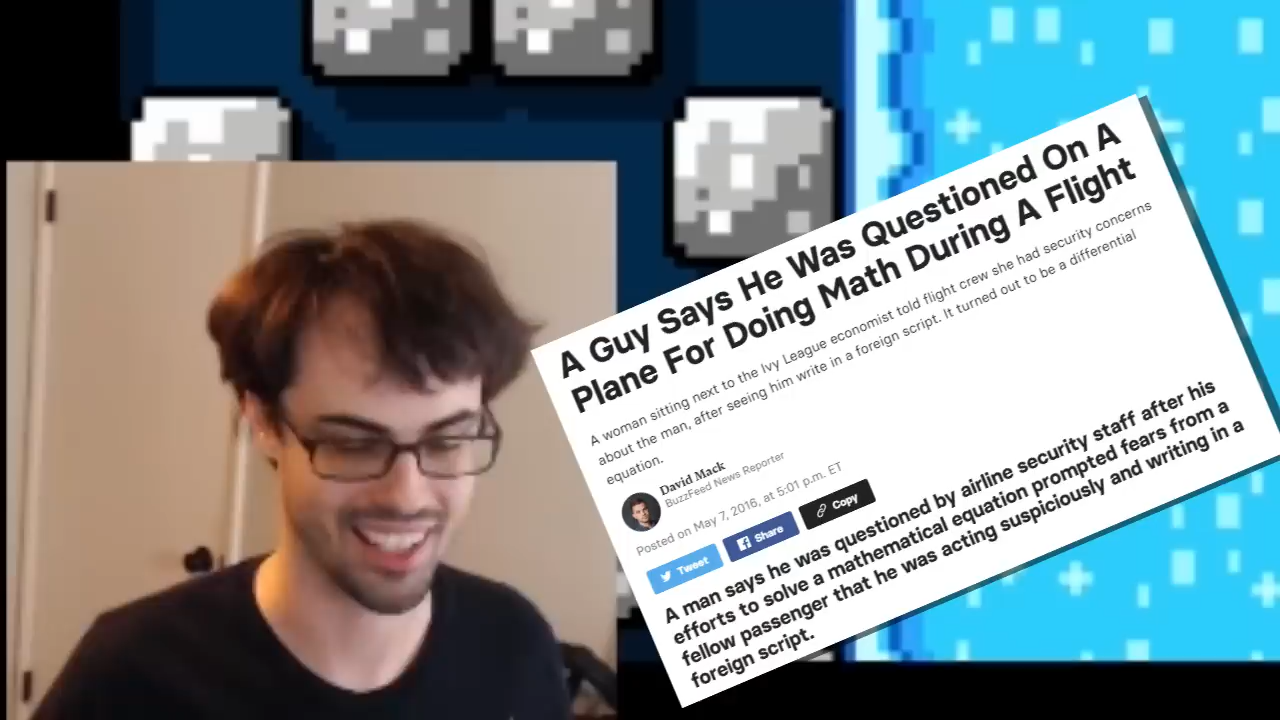 A Guy Says He Was Questioned On A
Plane For Doing Math During A Flight
A woman sitting next to the Ivy League economist told flight crew she had security concerns
about the man, after seeing him write in a foreign script. It turned out to be a differential
equation.
David Mack
BuzzFeed News Reporter
Posted on May 7, 2016, at 5:01 p.m. ET
Tweet
Share
Copy
A man says he was questioned by airline security staff after his
efforts to solve a mathematical equation prompted fears from a
fellow passenger that he was acting suspiciously and writing in a
foreign script.